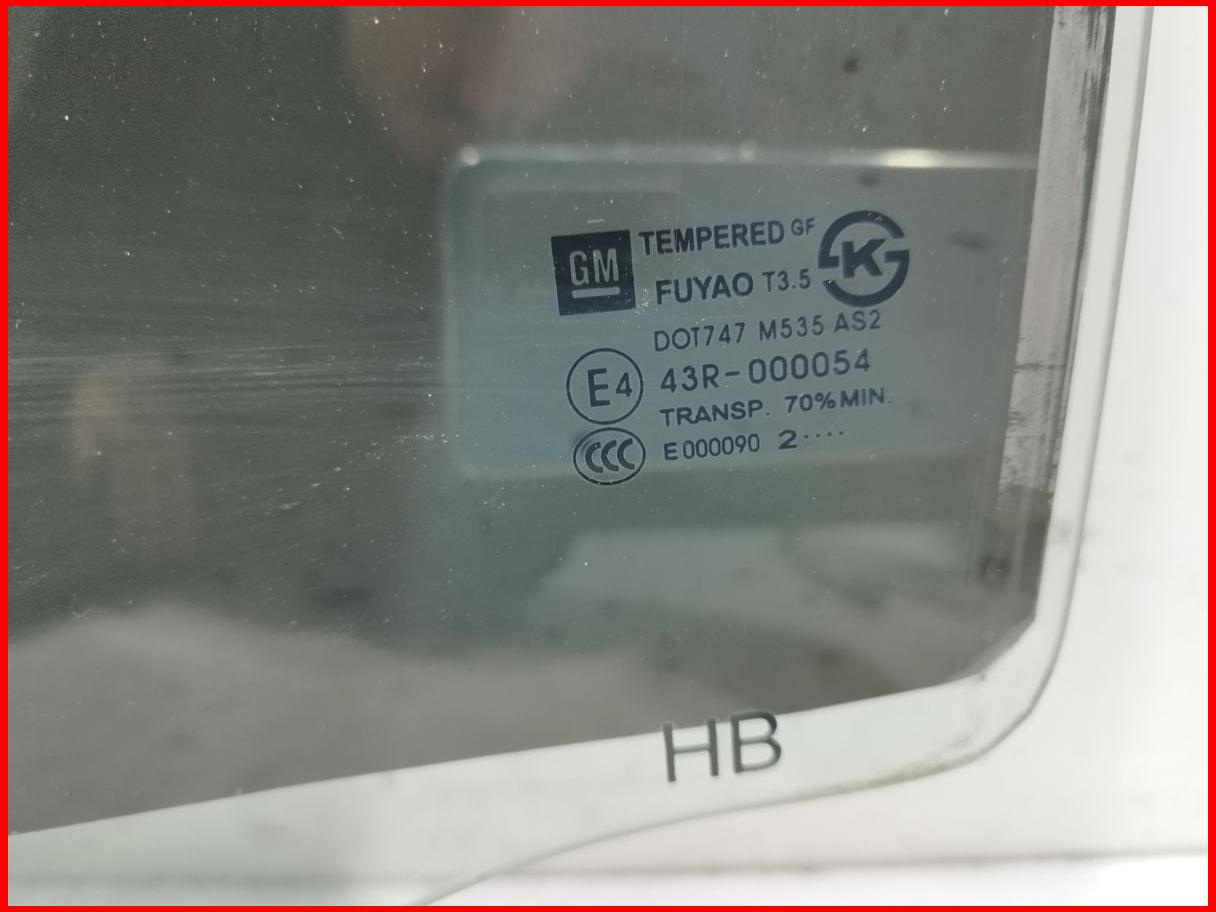 GM TEMPERED GF
FUYAO T3.5 KS
DOT747 M535 AS2
E4 43R-000054
TRANSP. 70% MIN.
CCC E000090 2····
HB